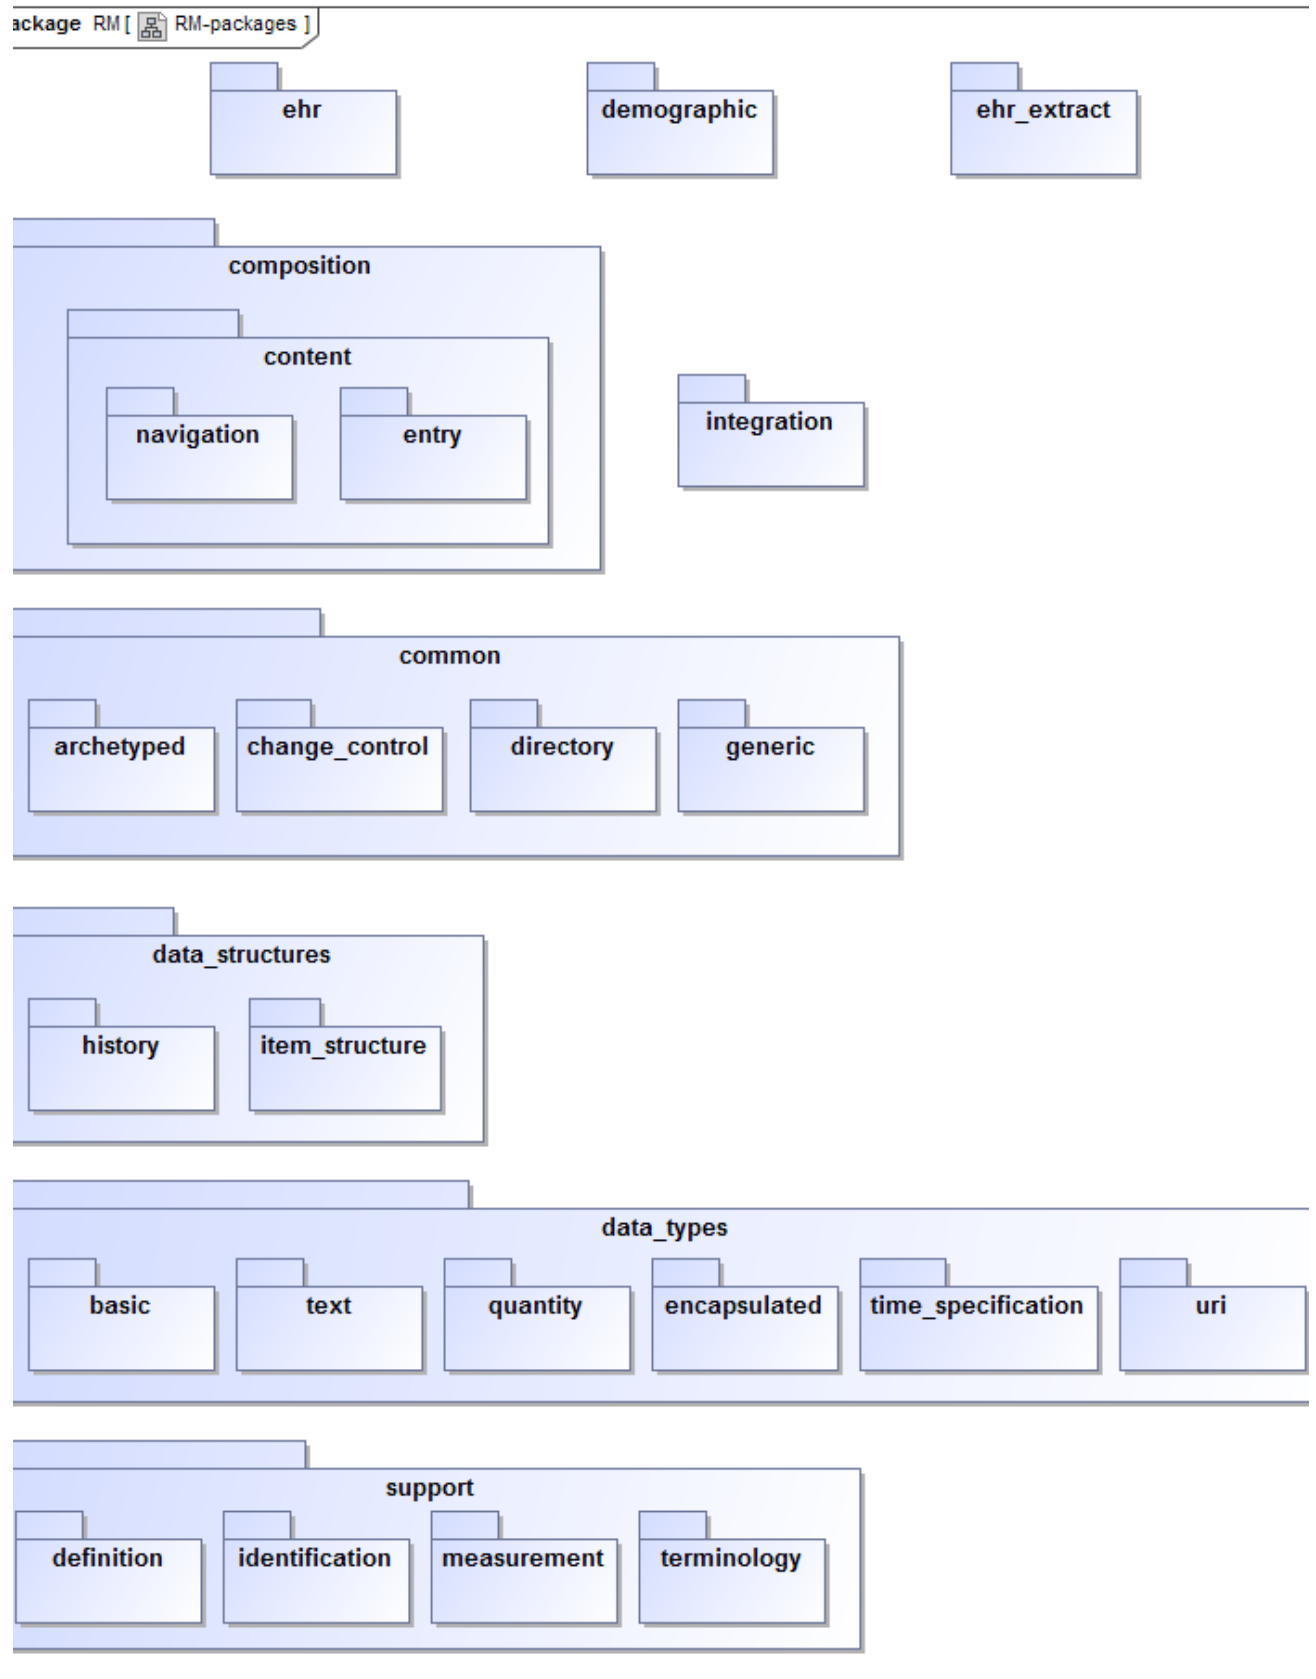 ackage RM [ RM-packages ]
ehr demographic ehr_extract
composition
content
navigation entry integration
common
archetyped change_control directory generic
data_structures
history item_structure
data_types
basic text quantity encapsulated time_specification uri
support
definition identification measurement terminology